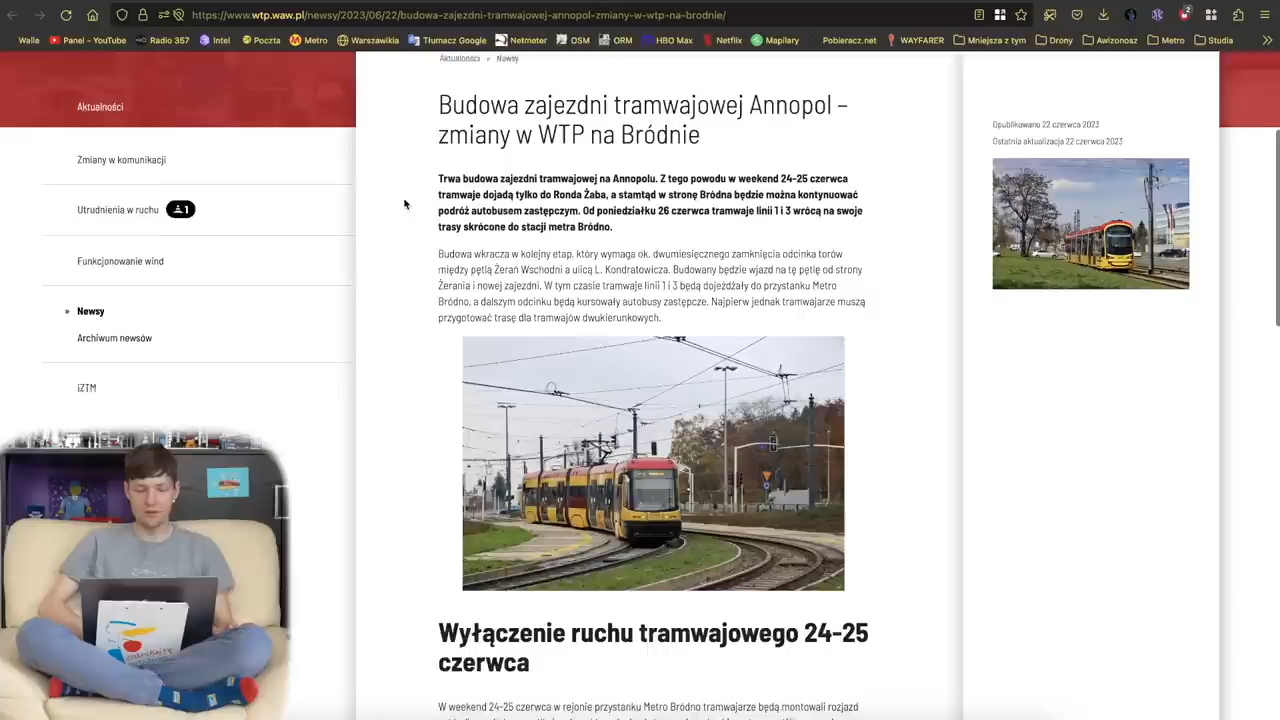 https://www.wtp.waw.pl/newsy/2023/06/22/budowa-zajezdni-tramwajowej-annopol-zmiany-w-wtp-na-brodnie/
2
Walle
Panel - YouTube
Radio 357
Intel
Poczta
Metro
Warszawikia
Tłumacz Google
Netmeter
OSM
ORM
HBO Max
Netflix
Mapilary
Pobieracz.net
WAYFARER
Mniejsza z tym
Drony
Awizonosz
Metro
Studia
Aktualności
Zmiany w komunikacji
Utrudnienia w ruchu 1
Funkcjonowanie wind
» Newsy
Archiwum newsów
iZTM
Aktualności » Newsy
Budowa zajezdni tramwajowej Annopol –
zmiany w WTP na Bródnie
Trwa budowa zajezdni tramwajowej na Annopolu. Z tego powodu w weekend 24-25 czerwca
tramwaje dojadą tylko do Ronda Żaba, a stamtąd w stronę Bródna będzie można kontynuować
podróż autobusem zastępczym. Od poniedziałku 26 czerwca tramwaje linii 1 i 3 wrócą na swoje
trasy skrócone do stacji metra Bródno.
Budowa wkracza w kolejny etap, który wymaga ok. dwumiesięcznego zamknięcia odcinka torów
między pętlą Żerań Wschodni a ulicą L. Kondratowicza. Budowany będzie wjazd na tę pętlę od strony
Żerania i nowej zajezdni. W tym czasie tramwaje linii 1 i 3 będą dojeżdżały do przystanku Metro
Bródno, a dalszym odcinku będą kursowały autobusy zastępcze. Najpierw jednak tramwajarze muszą
przygotować trasę dla tramwajów dwukierunkowych.
Wyłączenie ruchu tramwajowego 24-25
czerwca
W weekend 24-25 czerwca w rejonie przystanku Metro Bródno tramwajarze będą montowali rozjazd
Opublikowano 22 czerwca 2023
Ostatnia aktualizacja 22 czerwca 2023